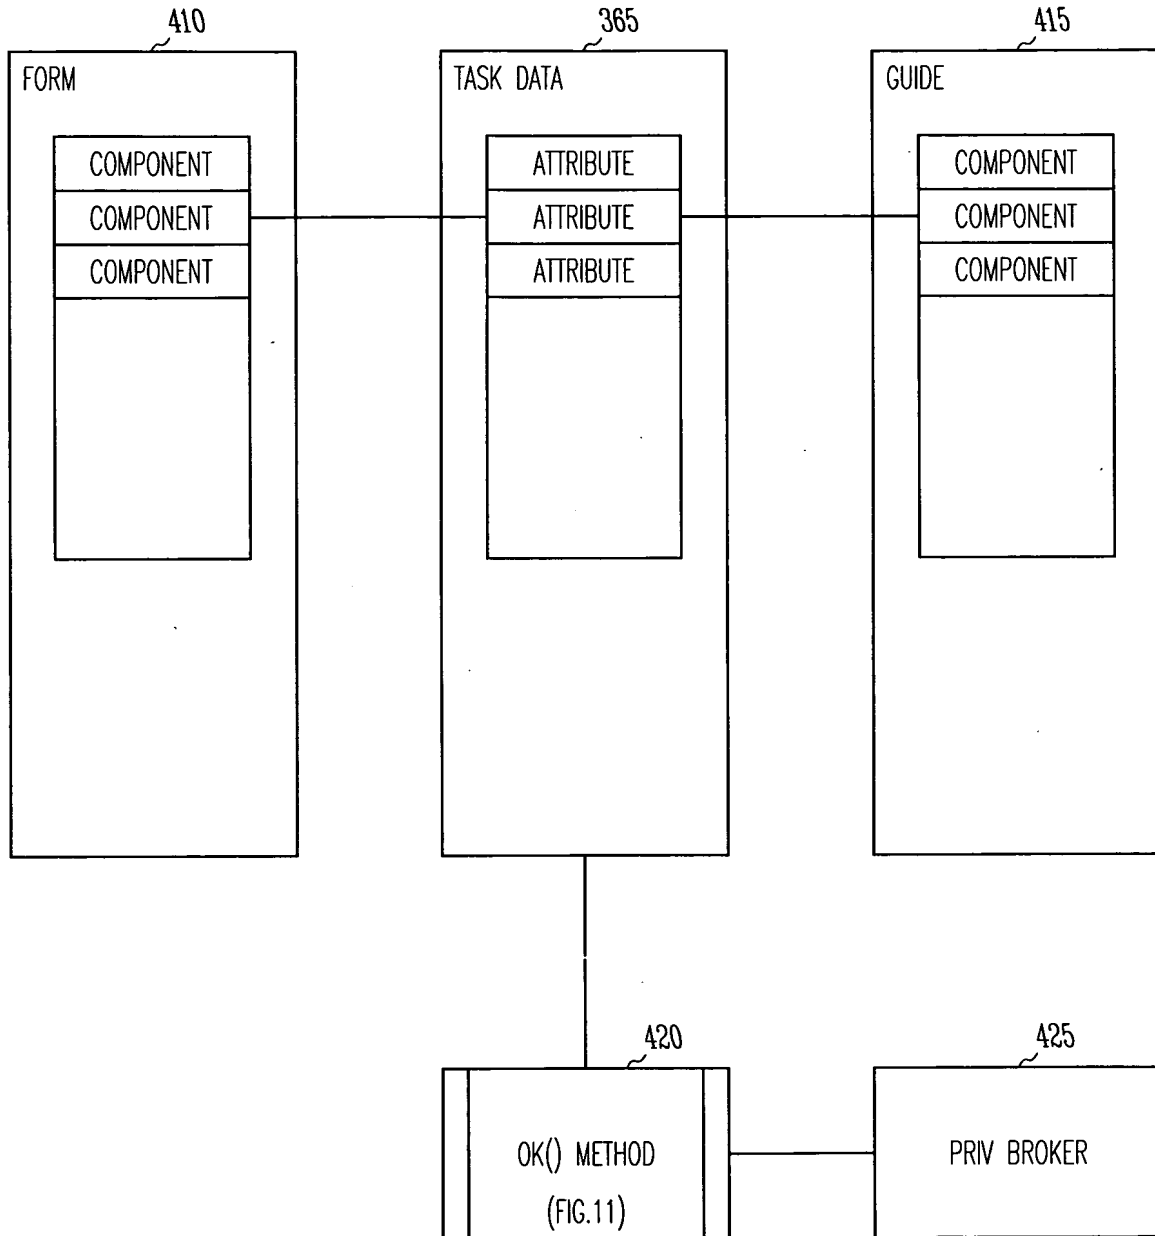 410
365
415
FORM
TASK DATA
GUIDE
COMPONENT
COMPONENT
COMPONENT
ATTRIBUTE
ATTRIBUTE
ATTRIBUTE
COMPONENT
COMPONENT
COMPONENT
420
425
OK() METHOD
(FIG.11)
PRIV BROKER